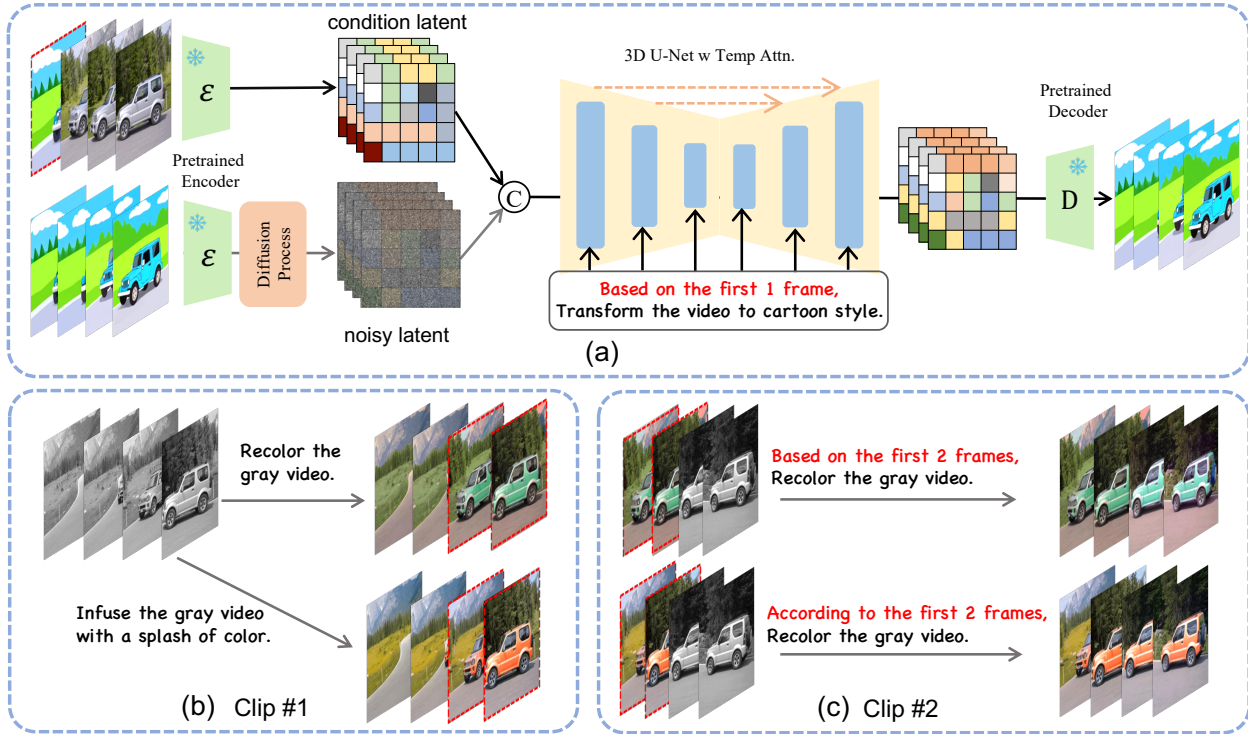 condition latent
3D U-Net w Temp Attn.
ε
Pretrained
Encoder
Pretrained
Decoder
C
D
ε
Diffusion
Process
noisy latent
Based on the first 1 frame,
Transform the video to cartoon style.
(a)
Recolor the
gray video.
Infuse the gray video
with a splash of color.
(b) Clip #1
Based on the first 2 frames,
Recolor the gray video.
According to the first 2 frames,
Recolor the gray video.
(c) Clip #2